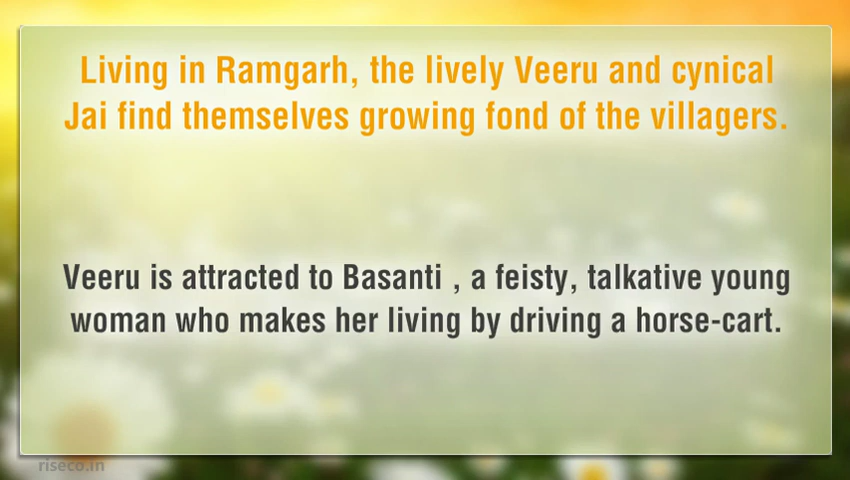 Living in Ramgarh, the lively Veeru and cynical
Jai find themselves growing fond of the villagers.
Veeru is attracted to Basanti , a feisty, talkative young
woman who makes her living by driving a horse-cart.
riseco.in